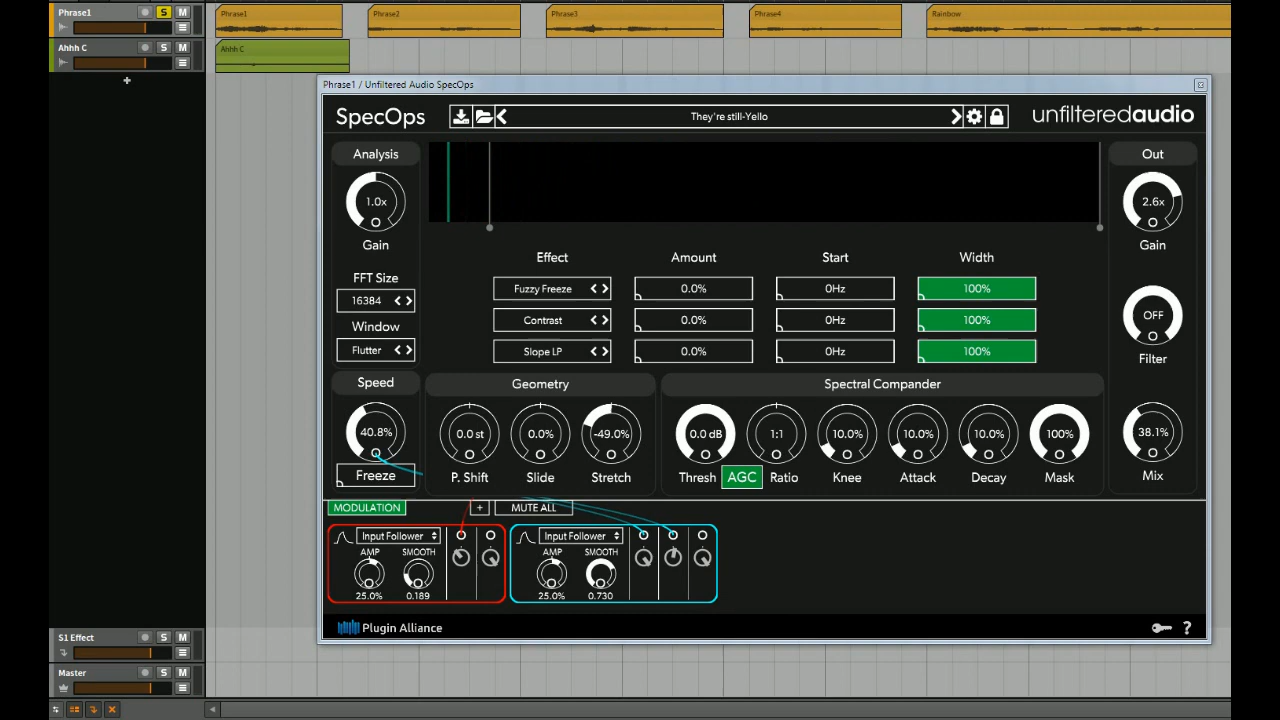 Phrase1 S M Phrase1 Phrase2 Phrase3 Phrase4 Rainbow
Ahhh C S M Ahhh C
+
Phrase1 / Unfiltered Audio SpecOps
SpecOps They're still-Yello unfilteredaudio
Analysis Out
1.0x 2.6x
Gain Gain
Effect Amount Start Width
FFT Size
16384 Fuzzy Freeze 0.0% 0Hz 100%
Window Contrast 0.0% 0Hz 100% OFF
Flutter Slope LP 0.0% 0Hz 100% Filter
Speed Geometry Spectral Compander
40.8% 0.0 st 0.0% -49.0% 0.0 dB 1:1 10.0% 10.0% 10.0% 100% 38.1%
Freeze P. Shift Slide Stretch Thresh AGC Ratio Knee Attack Decay Mask Mix
MODULATION + MUTE ALL
Input Follower Input Follower
AMP SMOOTH AMP SMOOTH
25.0% 0.189 25.0% 0.730
Plugin Alliance ?
S1 Effect S M
Master S M